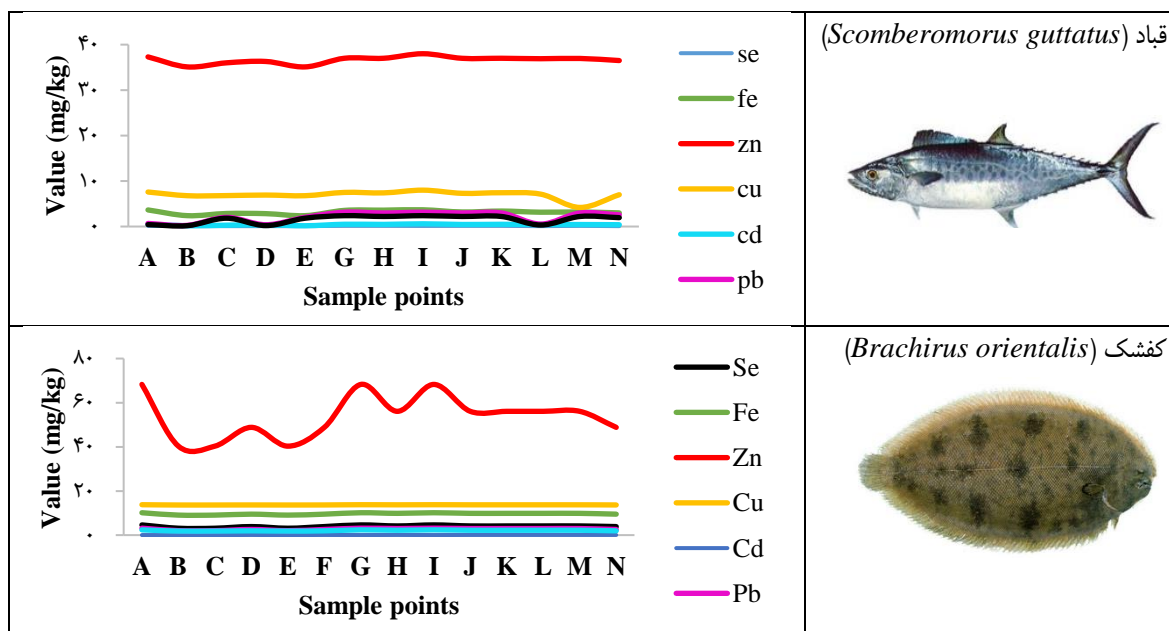 قباد (Scomberomorus guttatus)
Value (mg/kg)
۴۰
۳۰
۲۰
۱۰
۰
A B C D E G H I J K L M N
Sample points
se
fe
zn
cu
cd
pb
کفشک (Brachirus orientalis)
Value (mg/kg)
۸۰
۶۰
۴۰
۲۰
۰
A B C D E F G H I J K L M N
Sample points
Se
Fe
Zn
Cu
Cd
Pb